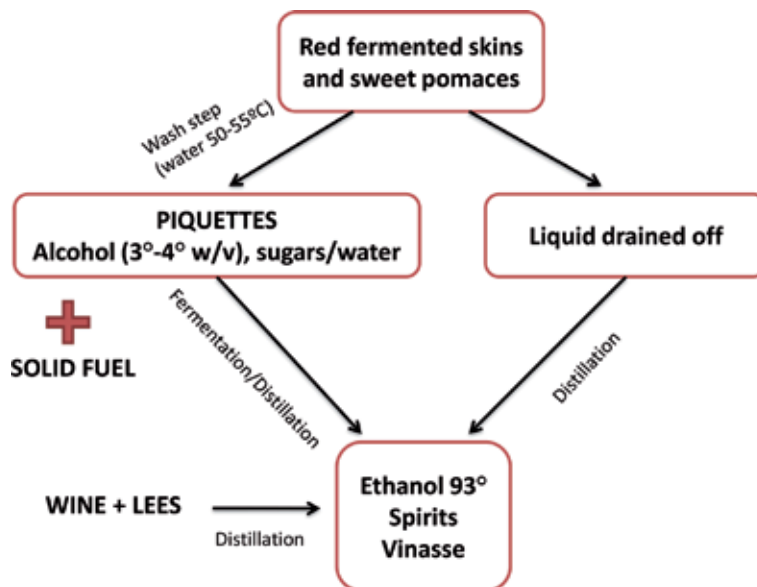 Red fermented skins
and sweet pomaces
Wash step
(water 50-55ºC)
PIQUETTES
Alcohol (3°-4° w/v), sugars/water
Liquid drained off
SOLID FUEL
Fermentation/Distillation
Distillation
WINE + LEES
Distillation
Ethanol 93°
Spirits
Vinasse